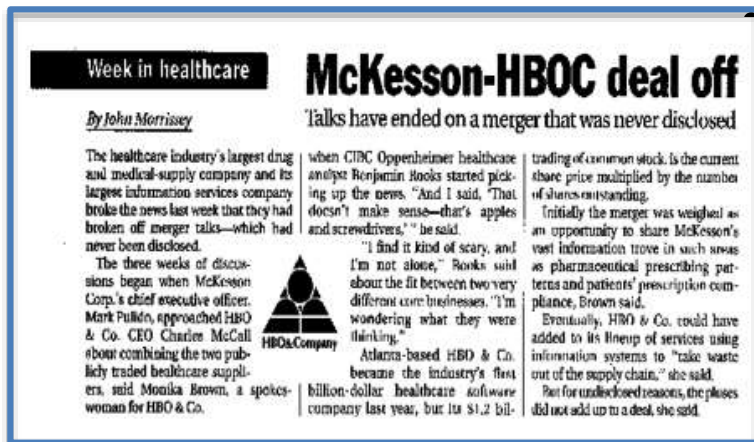 Week in healthcare
McKesson-HBOC deal off
Talks have ended on a merger that was never disclosed
By John Morrissey
The healthcare industry's largest drug
and medical-supply company and its
largest information services company
broke the news last week that they had
broken off merger talks—which had
never been disclosed.
The three weeks of discus-
sions began when McKesson
Corp.'s chief executive officer,
Mark Pulido, approached HBO
& Co. CEO Charles McCall
about combining the two pub-
licly traded healthcare suppli-
ers, said Monika Brown, a spokes-
woman for HBO & Co.
HBO&Company
when CIBC Oppenheimer healthcare
analyst Benjamin Rooks started pick-
ing up the news. "And I said, 'That
doesn't make sense—that's apples
and screwdrivers,' " he said.
"I find it kind of scary, and
I'm not alone," Rooks said
about the fit between two very
different core businesses. "I'm
wondering what they were
thinking."
Atlanta-based HBO & Co.
became the industry's first
billion-dollar healthcare software
company last year, but its $1.2 bil-
trading of common stock, is the current
share price multiplied by the number
of shares outstanding.
Initially the merger was weighed as
an opportunity to share McKesson's
vast information trove in such areas
as pharmaceutical prescribing pat-
terns and patients' prescription com-
pliance, Brown said.
Eventually, HBO & Co. could have
added to its lineup of services using
information systems to "take waste
out of the supply chain," she said.
But for undisclosed reasons, the pluses
did not add up to a deal, she said.